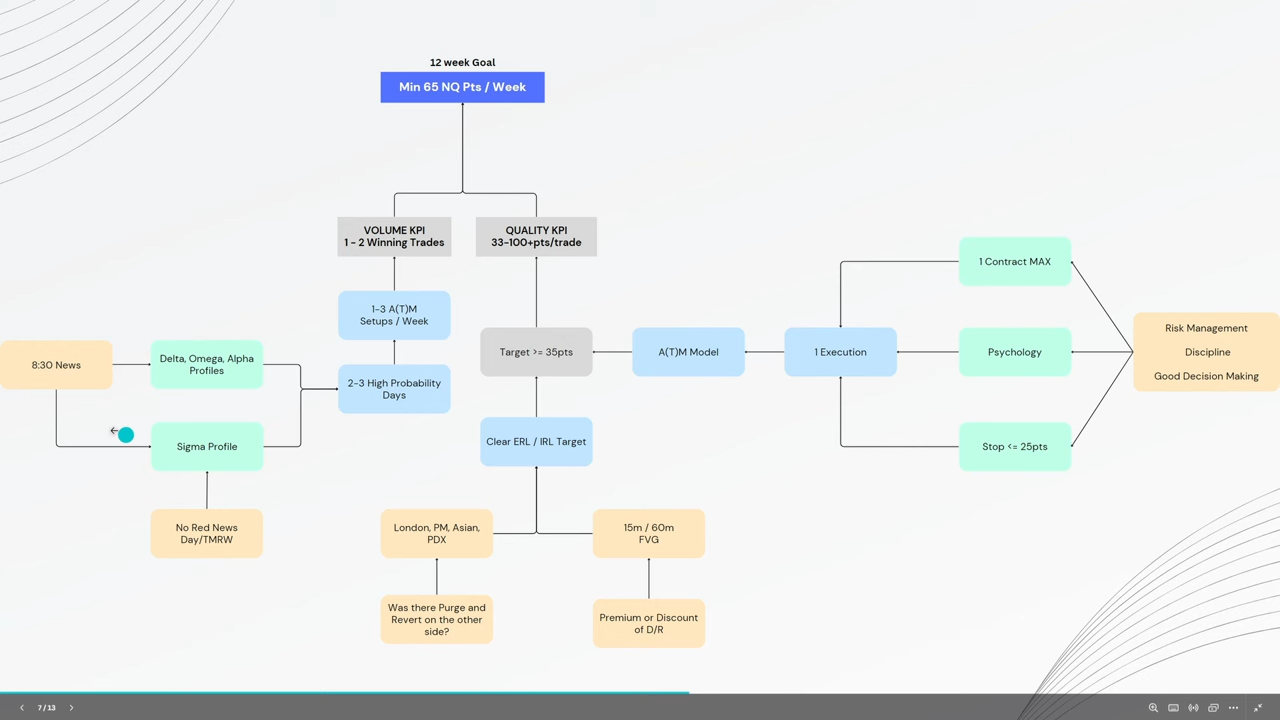 12 week Goal
Min 65 NQ Pts / Week
VOLUME KPI
1 - 2 Winning Trades
QUALITY KPI
33-100+pts/trade
1-3 A(T)M
Setups / Week
2-3 High Probability
Days
8:30 News
Delta, Omega, Alpha
Profiles
Sigma Profile
No Red News
Day/TMRW
Target >= 35pts
A(T)M Model
1 Execution
1 Contract MAX
Psychology
Stop <= 25pts
Risk Management
Discipline
Good Decision Making
Clear ERL / IRL Target
London, PM, Asian,
PDX
15m / 60m
FVG
Was there Purge and
Revert on the other
side?
Premium or Discount
of D/R
7 / 13